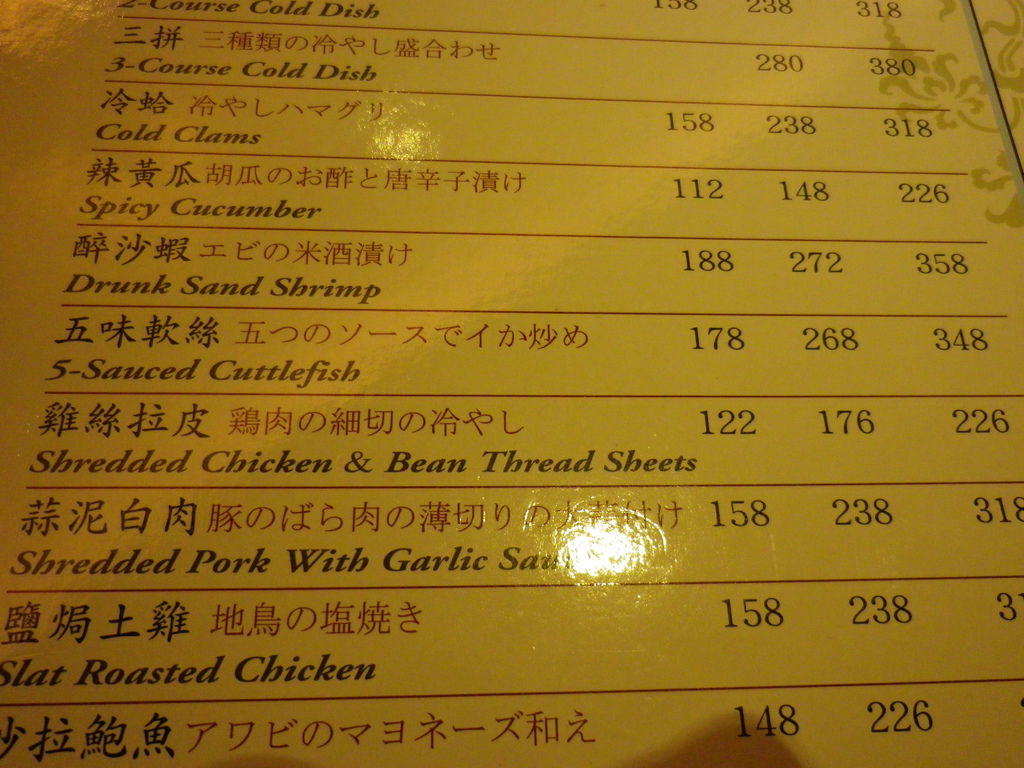 2-Course Cold Dish 158 238 318
三拼 三種類の冷やし盛合わせ 280 380
3-Course Cold Dish
冷蛤 冷やしハマグリ 158 238 318
Cold Clams
辣黃瓜 胡瓜のお酢と唐辛子漬け 112 148 226
Spicy Cucumber
醉沙蝦 エビの米酒漬け 188 272 358
Drunk Sand Shrimp
五味軟絲 五つのソースでイか炒め 178 268 348
5-Sauced Cuttlefish
雞絲拉皮 鶏肉の細切の冷やし 122 176 226
Shredded Chicken & Bean Thread Sheets
蒜泥白肉 豚のばら肉の薄切りの 付け 158 238 318
Shredded Pork With Garlic
鹽焗土雞 地鳥の塩焼き 158 238
Slat Roasted Chicken
沙拉鮑魚 アワビのマヨネーズ和え 148 226